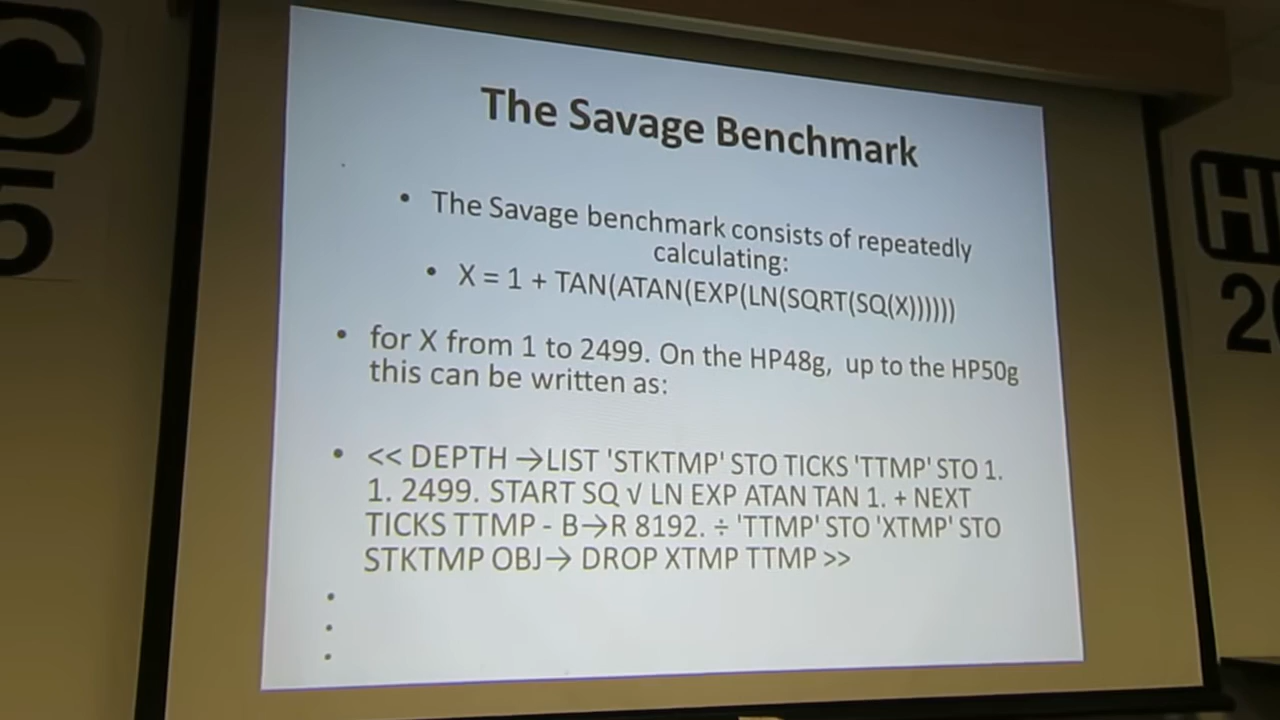 C
5
The Savage Benchmark
• The Savage benchmark consists of repeatedly
calculating:
• X = 1 + TAN(ATAN(EXP(LN(SQRT(SQ(X))))))
• for X from 1 to 2499. On the HP48g, up to the HP50g
this can be written as:
• << DEPTH →LIST 'STKTMP' STO TICKS 'TTMP' STO 1.
1. 2499. START SQ √ LN EXP ATAN TAN 1. + NEXT
TICKS TTMP - B→R 8192. ÷ 'TTMP' STO 'XTMP' STO
STKTMP OBJ→ DROP XTMP TTMP >>
•
•
•
H
2